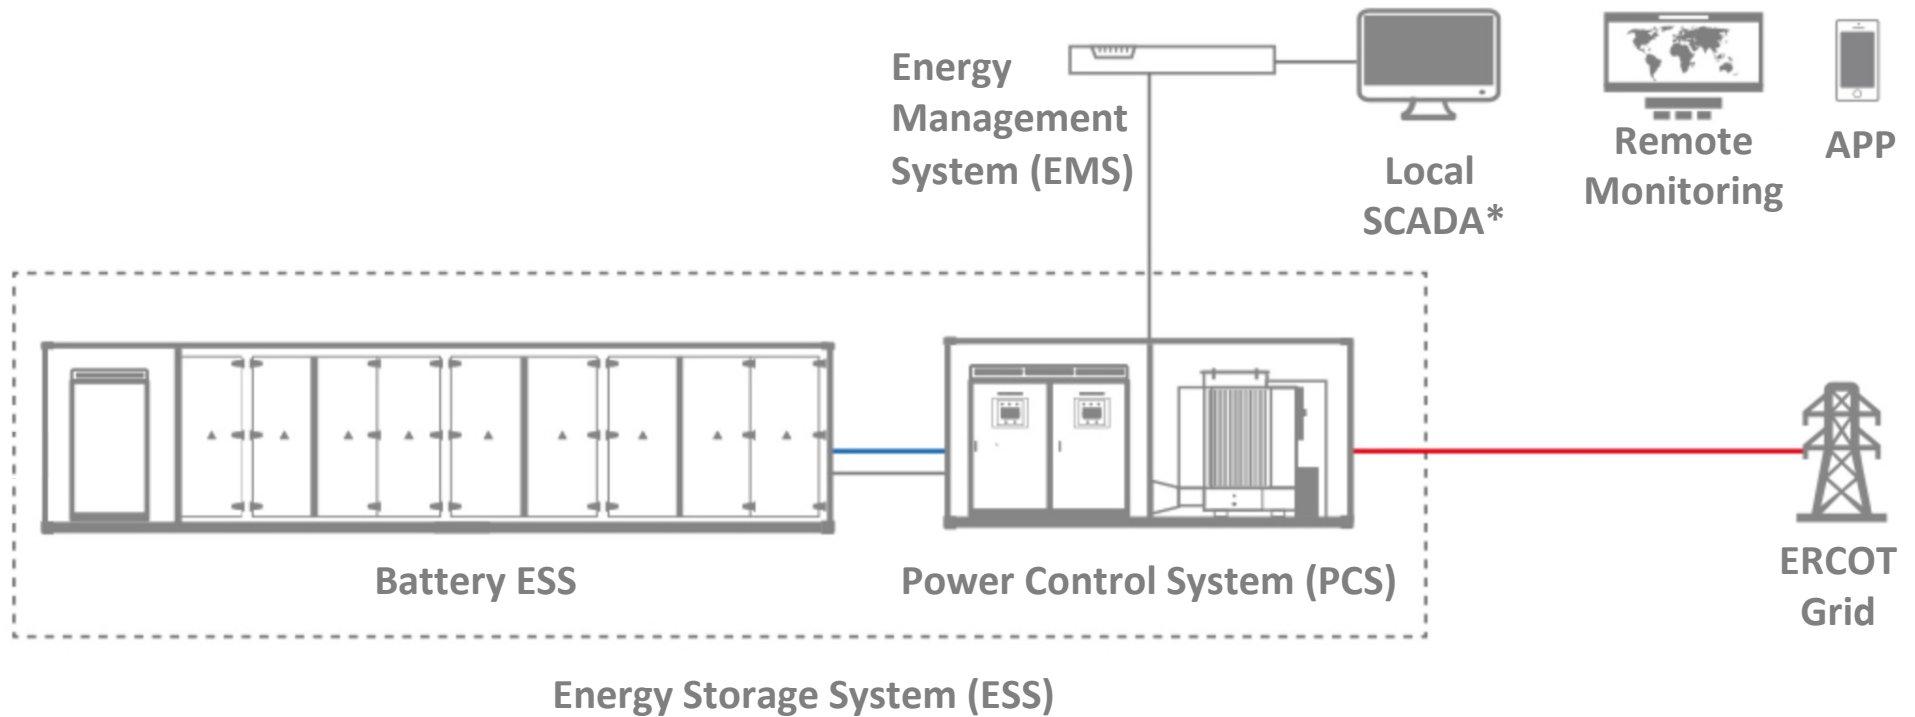 Energy
Management
System (EMS)
Local
SCADA*
Remote
Monitoring
APP
Battery ESS
Power Control System (PCS)
ERCOT
Grid
Energy Storage System (ESS)